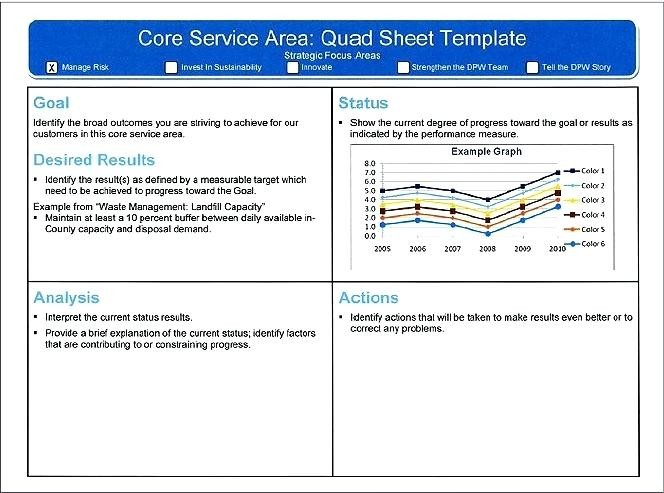 Core Service Area: Quad Sheet Template
Strategic Focus Areas
X Manage Risk
Invest In Sustainability
Innovate
Strengthen the DPW Team
Tell the DPW Story
Goal
Identify the broad outcomes you are striving to achieve for our
customers in this core service area.
Desired Results
▪ Identify the result(s) as defined by a measurable target which
need to be achieved to progress toward the Goal.
Example from "Waste Management: Landfill Capacity"
▪ Maintain at least a 10 percent buffer between daily available in-
County capacity and disposal demand.
Status
▪ Show the current degree of progress toward the goal or results as
indicated by the performance measure.
Example Graph
8.0
7.0
6.0
5.0
4.0
3.0
2.0
1.0
0.0
2005 2006 2007 2008 2009 2010
Color 1
Color 2
Color 3
Color 4
Color 5
Color 6
Analysis
▪ Interpret the current status results.
▪ Provide a brief explanation of the current status; identify factors
that are contributing to or constraining progress.
Actions
▪ Identify actions that will be taken to make results even better or to
correct any problems.